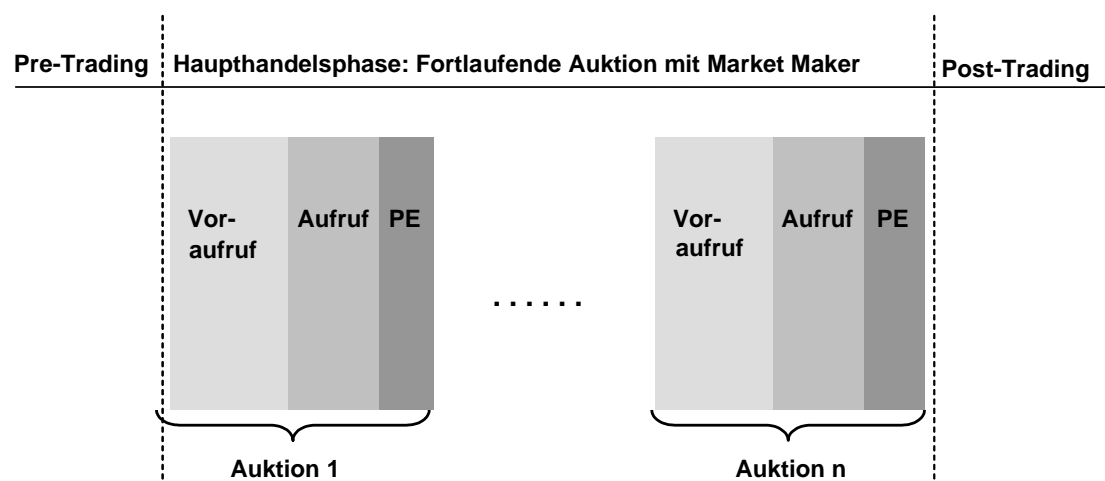 Pre-Trading
Haupthandelsphase: Fortlaufende Auktion mit Market Maker
Post-Trading
Vor-
aufruf
Aufruf
PE
......
Vor-
aufruf
Aufruf
PE
Auktion 1
Auktion n